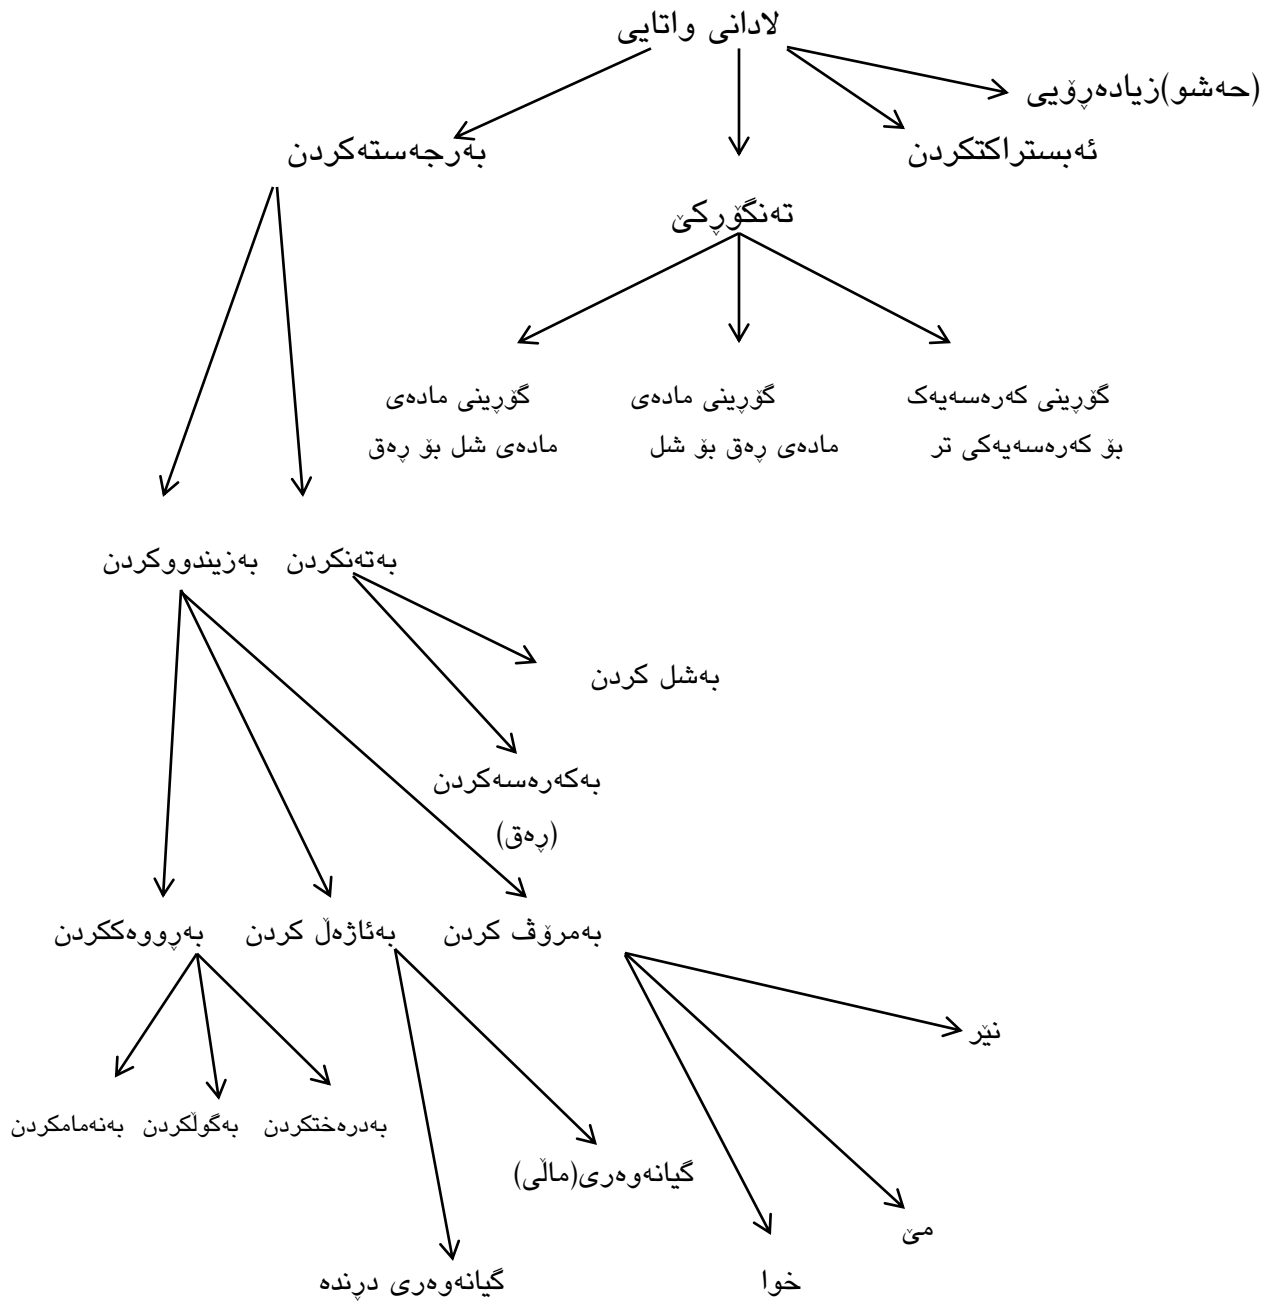 لادانی واتایی
(حەشو)زیادەڕۆیی
ئەبستراکتکردن
بەرجەستەکردن
تەنگۆڕکێ
گۆڕینی کەرەسەیەک
بۆ کەرەسەیەکی تر
گۆڕینی مادەی
مادەی ڕەق بۆ شل
گۆڕینی مادەی
مادەی شل بۆ ڕەق
بەتەنکردن
بەزیندووکردن
بەشل کردن
بەکەرەسەکردن
(ڕەق)
بەمرۆڤ کردن
بەئاژەڵ کردن
بەڕووەککردن
نێر
بەدرەختکردن
بەگوڵکردن
بەنەمامکردن
گیانەوەری(ماڵی)
مێ
خوا
گیانەوەری دڕندە